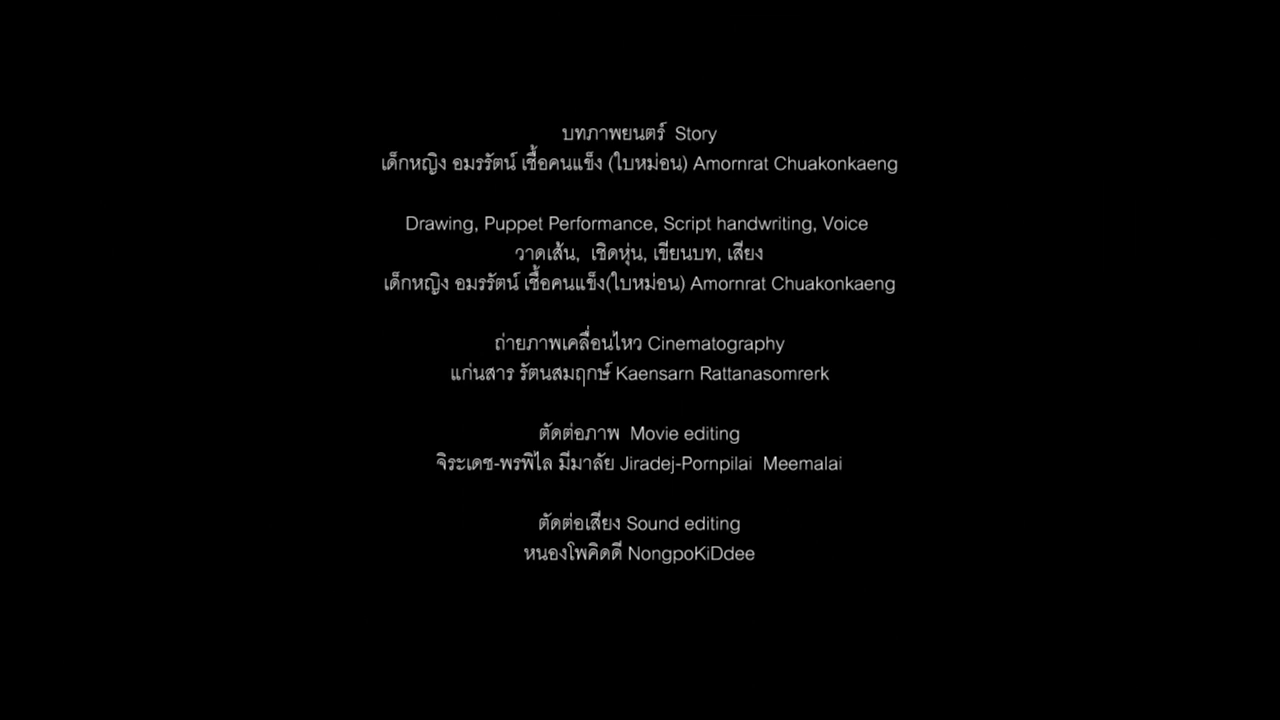 บทภาพยนตร์  Story
เด็กหญิง อมรรัตน์ เชื้อคนแข็ง (ใบหม่อน) Amornrat Chuakonkaeng
Drawing, Puppet Performance, Script handwriting, Voice
วาดเส้น,  เชิดหุ่น, เขียนบท, เสียง
เด็กหญิง อมรรัตน์ เชื้อคนแข็ง(ใบหม่อน) Amornrat Chuakonkaeng
ถ่ายภาพเคลื่อนไหว Cinematography
แก่นสาร รัตนสมฤกษ์ Kaensarn Rattanasomrerk
ตัดต่อภาพ  Movie editing
จิระเดช-พรพิไล มีมาลัย Jiradej-Pornpilai  Meemalai
ตัดต่อเสียง Sound editing
หนองโพคิดดี NongpoKiDdee